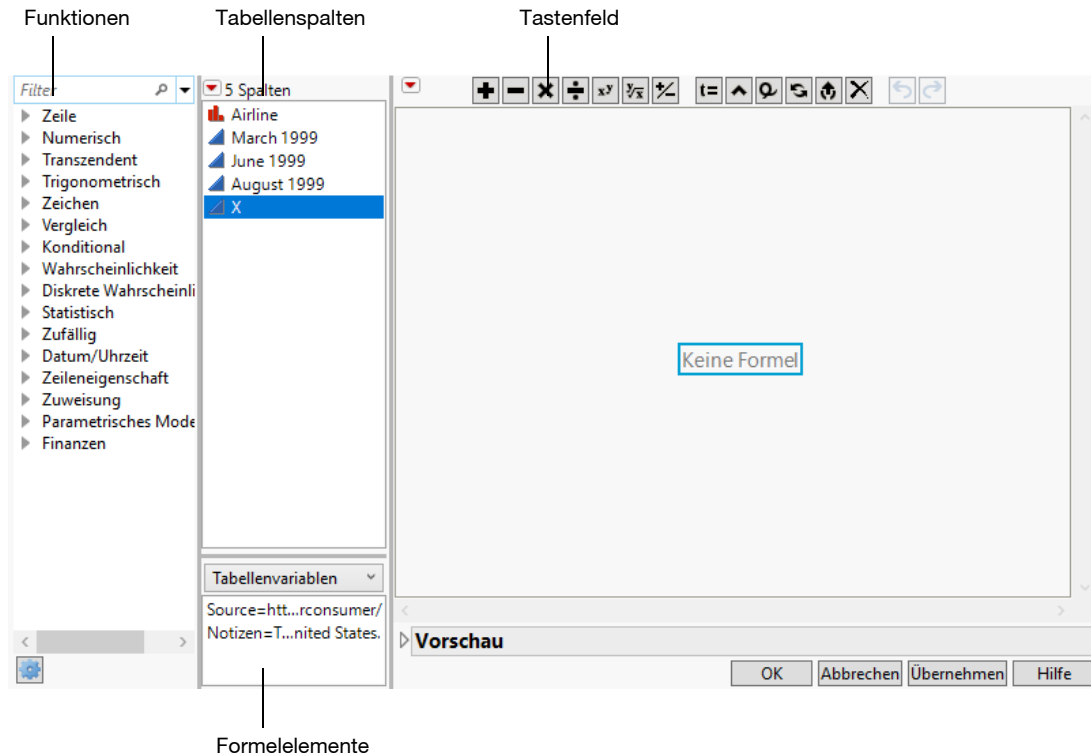 Funktionen
Tabellenspalten
Tastenfeld
Filter
5 Spalten
t=
Zeile
Numerisch
Transzendent
Trigonometrisch
Zeichen
Vergleich
Konditional
Wahrscheinlichkeit
Diskrete Wahrscheinli
Statistisch
Zufällig
Datum/Uhrzeit
Zeileneigenschaft
Zuweisung
Parametrisches Mode
Finanzen
Airline
March 1999
June 1999
August 1999
X
Keine Formel
Tabellenvariablen
Source=htt...rconsumer/
Notizen=T...nited States.
Vorschau
OK
Abbrechen
Übernehmen
Hilfe
Formelelemente